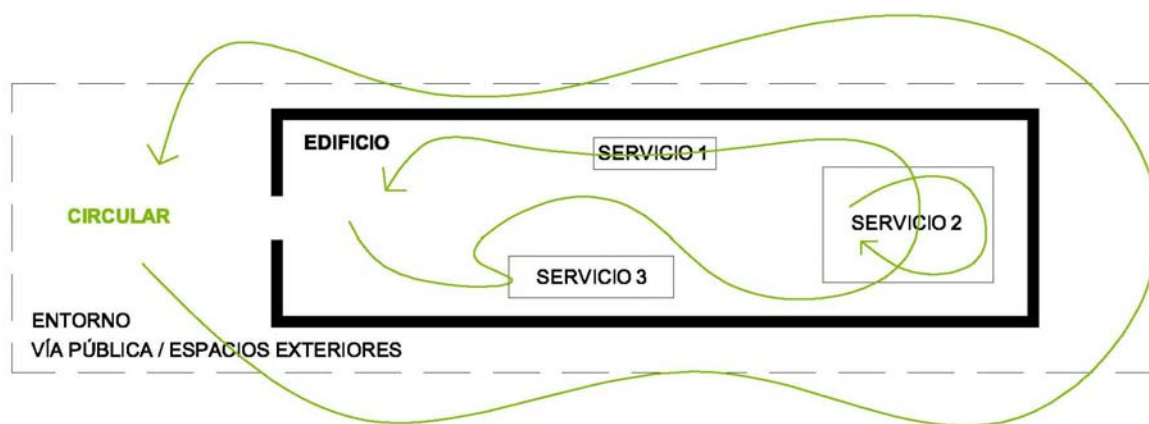 EDIFICIO
SERVICIO 1
CIRCULAR
SERVICIO 2
SERVICIO 3
ENTORNO
VÍA PÚBLICA / ESPACIOS EXTERIORES